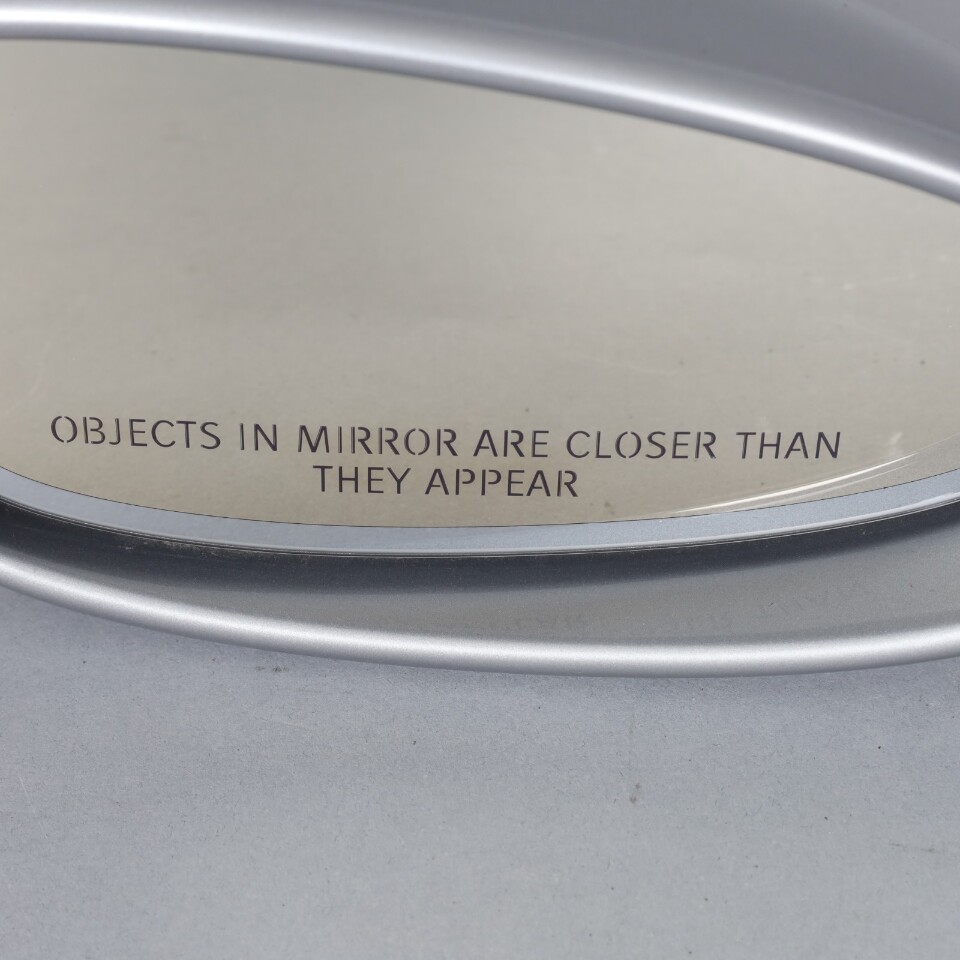 OBJECTS IN MIRROR ARE CLOSER THAN
THEY APPEAR